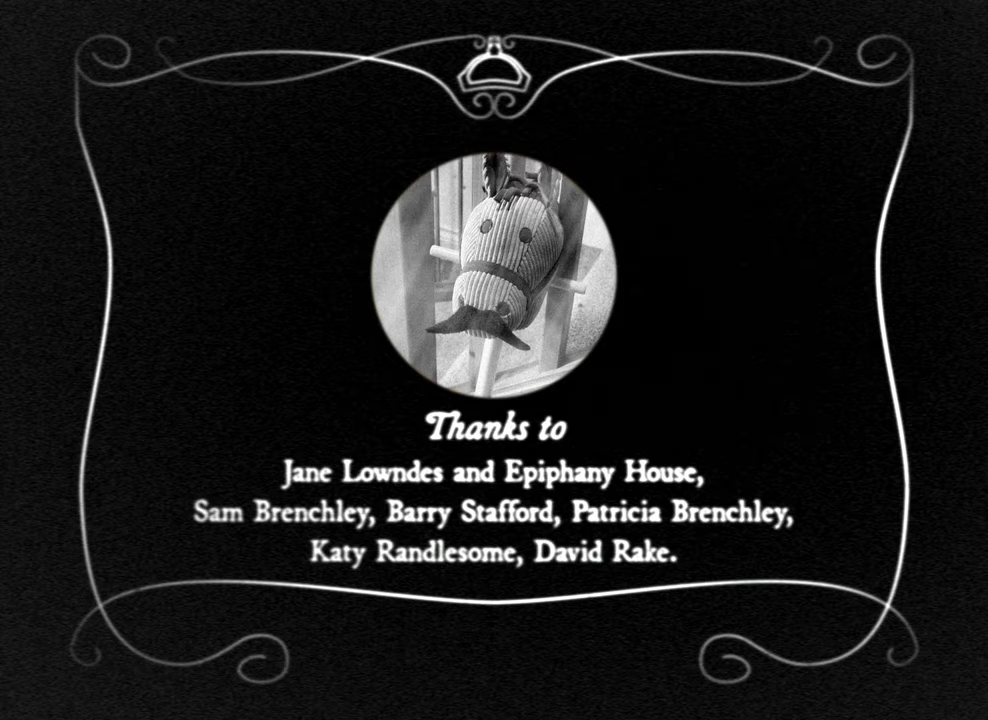 Thanks to
Jane Lowndes and Epiphany House,
Sam Brenchley, Barry Stafford, Patricia Brenchley,
Katy Randlesome, David Rake.